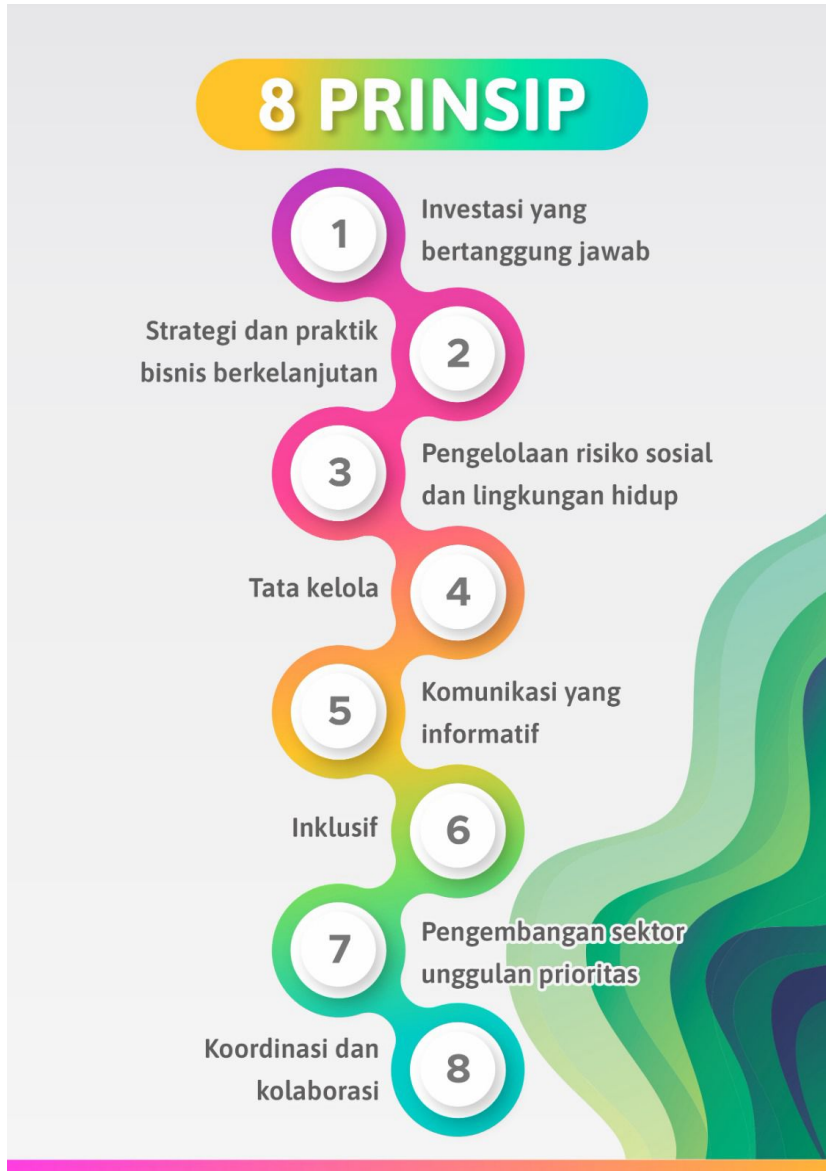 8 PRINSIP
1
Investasi yang
bertanggung jawab
Strategi dan praktik
bisnis berkelanjutan
2
3
Pengelolaan risiko sosial
dan lingkungan hidup
Tata kelola
4
5
Komunikasi yang
informatif
Inklusif
6
7
Pengembangan sektor
unggulan prioritas
Koordinasi dan
kolaborasi
8